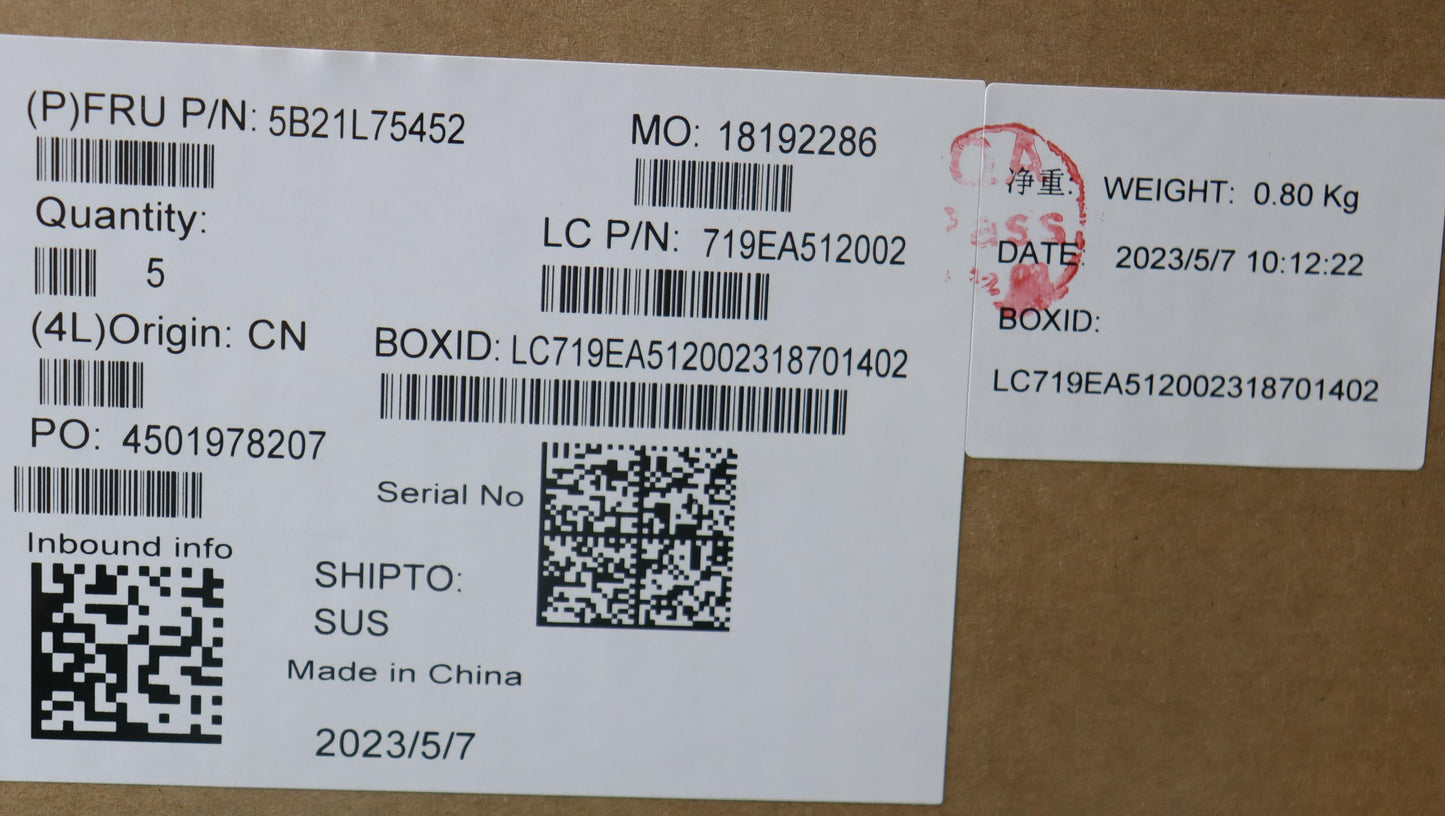 (P)FRU P/N: 5B21L75452
Quantity:
5
(4L)Origin: CN
PO: 4501978207
Inbound info
MO: 18192286
LC P/N: 719EA512002
BOXID: LC719EA512002318701402
Serial No
SHIPTO:
SUS
Made in China
2023/5/7
净重: WEIGHT: 0.80 Kg
DATE: 2023/5/7 10:12:22
BOXID:
LC719EA512002318701402